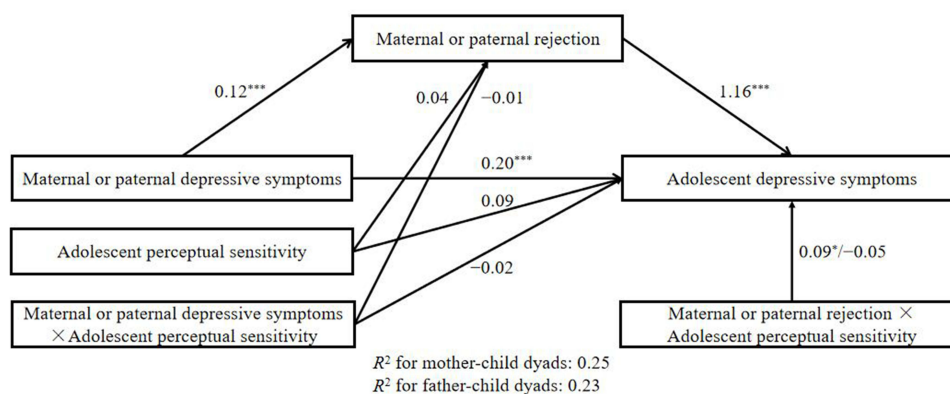 Maternal or paternal rejection
0.12***
0.04
−0.01
1.16***
Maternal or paternal depressive symptoms
0.20***
Adolescent depressive symptoms
0.09
Adolescent perceptual sensitivity
−0.02
0.09*/−0.05
Maternal or paternal depressive symptoms
×Adolescent perceptual sensitivity
Maternal or paternal rejection ×
Adolescent perceptual sensitivity
R² for mother-child dyads: 0.25
R² for father-child dyads: 0.23